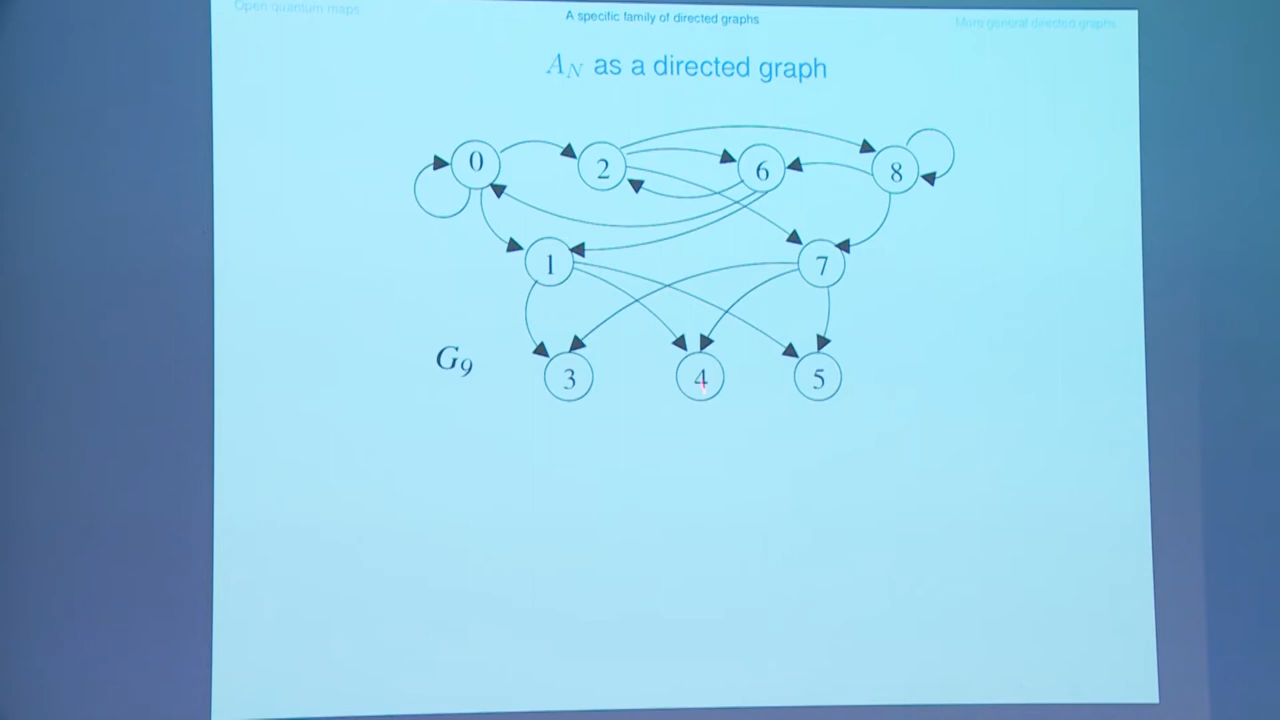 Open quantum maps
A specific family of directed graphs
More general directed graphs
A_N as a directed graph
0
2
6
8
1
7
G_9
3
4
5